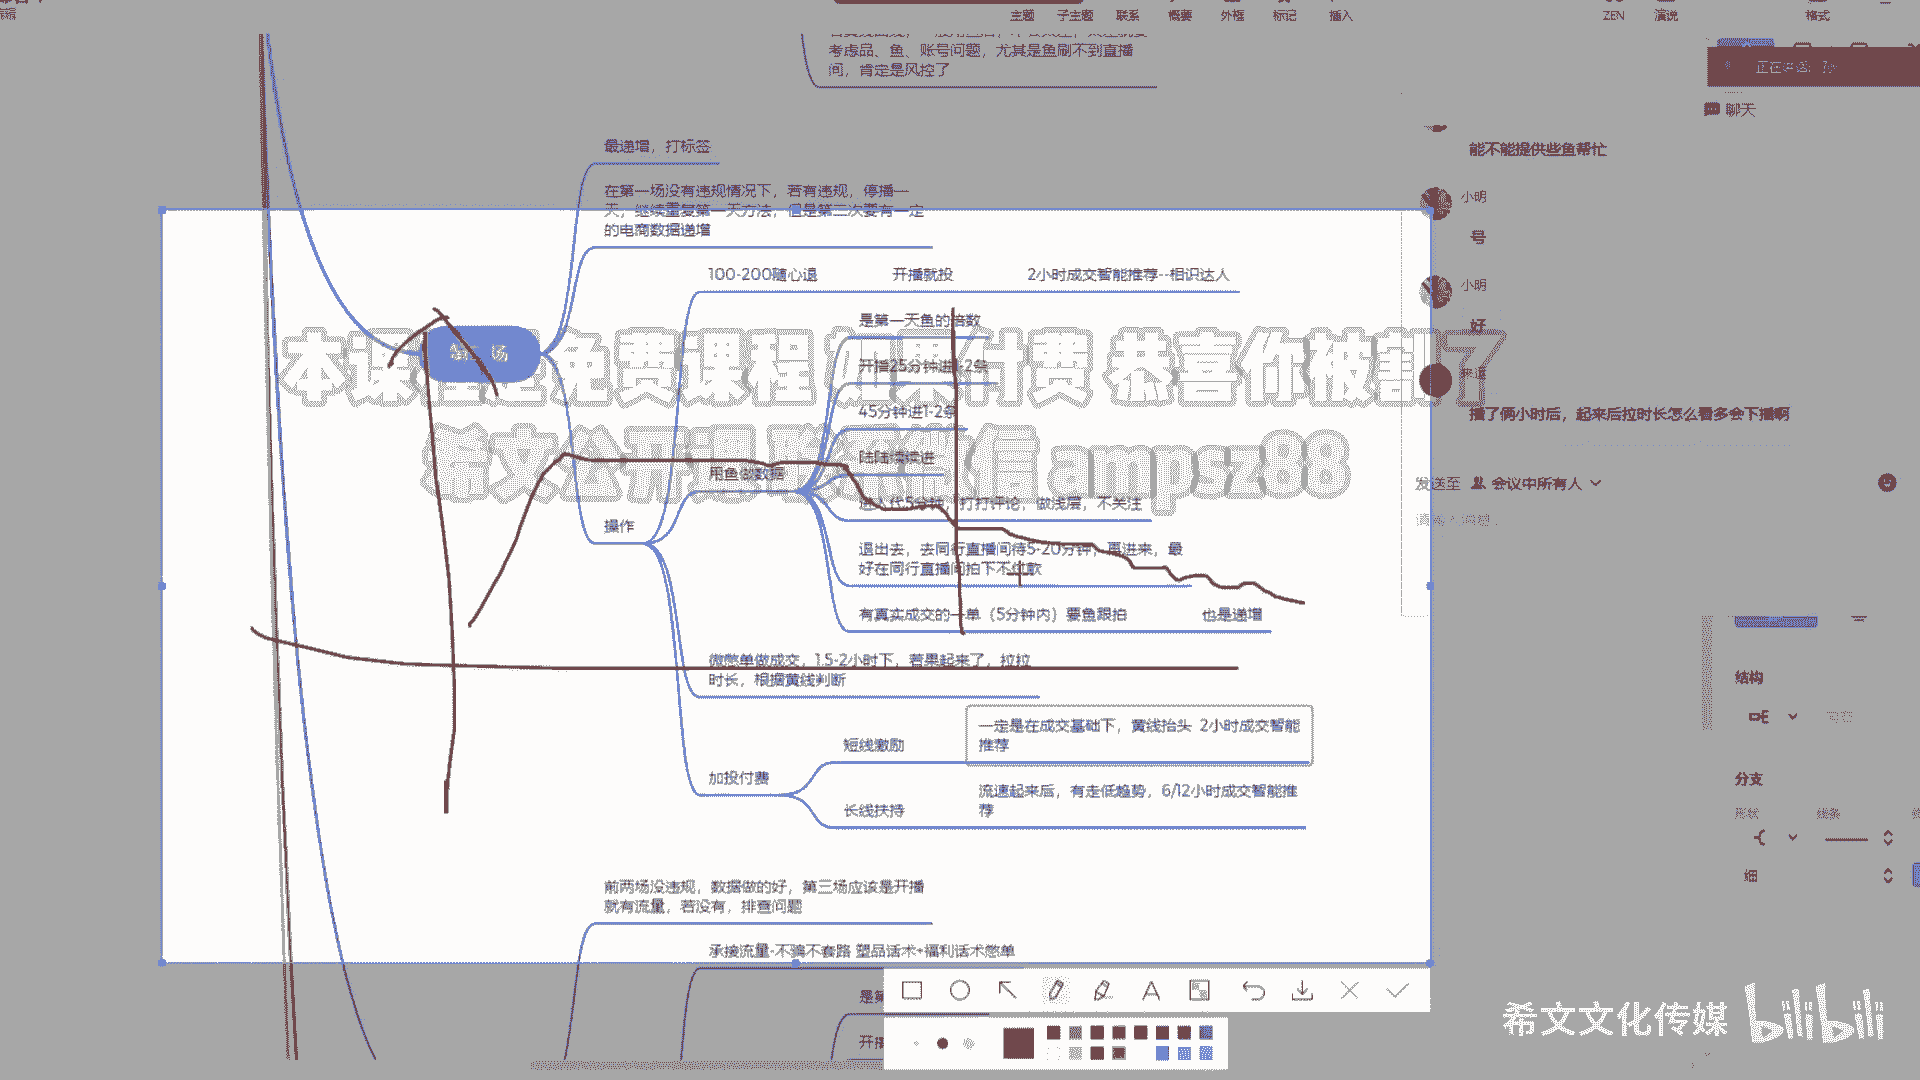 主题 子主题 联系 概要 外框 标记 插入
ZEN 演说 格式
考虑品、鱼、账号问题，尤其是鱼刷不到直播
间，肯定是风控了
聊天
最递增，打标签
能不能提供些鱼帮忙
在第一场没有违规情况下，若有违规，停播一
天，继续重复第一天方法，但是第二次要有一定
的电商数据递增
小明
号
100-200随心退 开播就投 2小时成交智能推荐--相识达人
小明
好
是第一天鱼的倍数
开播25分钟进1-2条
45分钟进1-2条
陆陆续续进
用鱼做数据
进入代5分钟，打打评论，做浅层，不关注
操作
退出去，去同行直播间待5-20分钟，再进来，最
好在同行直播间拍下不付款
有真实成交的一单（5分钟内）要鱼跟拍 也是递增
播了俩小时后，起来后拉时长怎么看多会下播啊
发送至 会议中所有人
本课程是免费课程 如果付费 恭喜你被割了
ampsz88
微憋单做成交，1.5-2小时下，若果起来了，拉拉
时长，根据黄线判断
结构
一定是在成交基础下，黄线抬头 2小时成交智能
推荐
短线激励
加投付费
分支
形状 线条
流速起来后，有走低趋势，6/12小时成交智能推
荐
长线扶持
细
前两场没违规，数据做的好，第三场应该是开播
就有流量，若没有，排查问题
承接流量-不骗不套路 塑品话术+福利话术憋单
是第
开播
希文文化传媒 bilibili